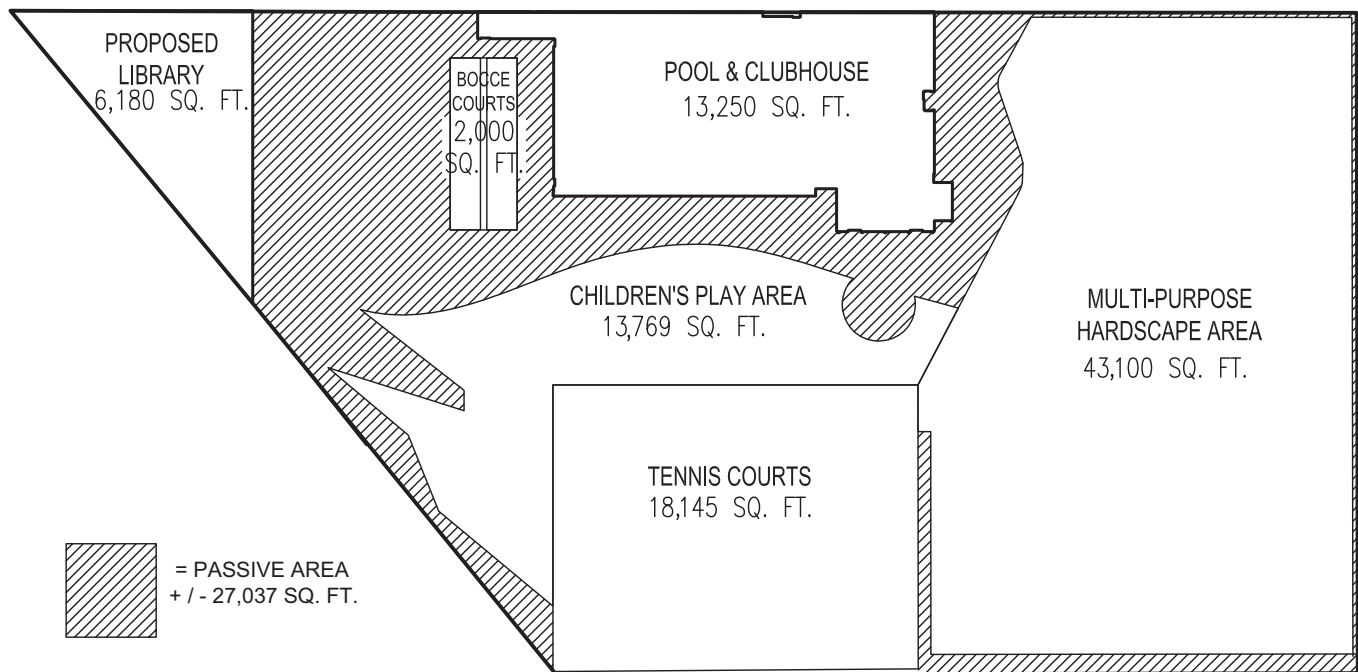 PROPOSED
LIBRARY
6,180 SQ. FT.
BOCCE
COURTS
2,000
SQ. FT.
POOL & CLUBHOUSE
13,250 SQ. FT.
CHILDREN'S PLAY AREA
13,769 SQ. FT.
MULTI-PURPOSE
HARDSCAPE AREA
43,100 SQ. FT.
TENNIS COURTS
18,145 SQ. FT.
= PASSIVE AREA
+ / - 27,037 SQ. FT.